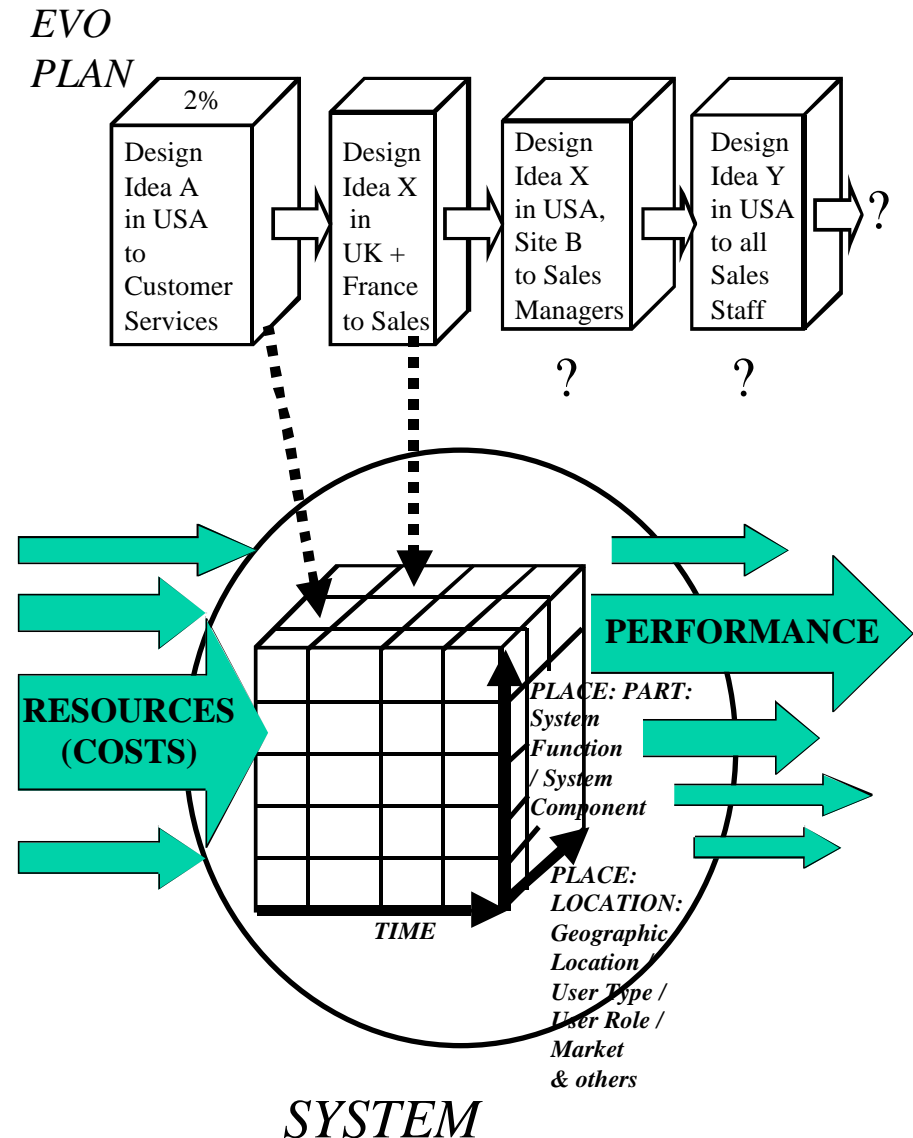 EVO
PLAN
2%
Design
Idea A
in USA
to
Customer
Services
Design
Idea X
in
UK +
France
to Sales
Design
Idea X
in USA,
Site B
to Sales
Managers
Design
Idea Y
in USA
to all
Sales
Staff
?
?
?
RESOURCES
(COSTS)
PERFORMANCE
PLACE: PART:
System
Function
/ System
Component
TIME
PLACE:
LOCATION:
Geographic
Location /
User Type /
User Role /
Market
& others
SYSTEM